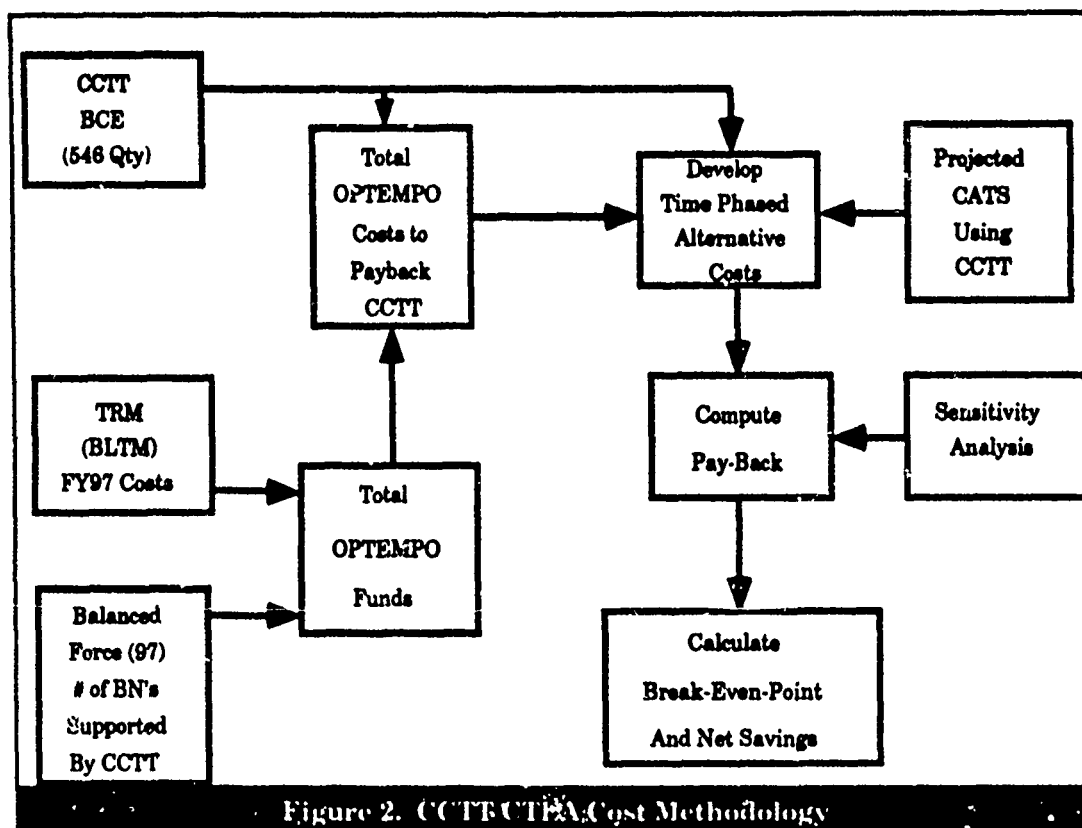 CCTT
BCE
(546 Qty)
Total
OPTEMPO
Costs to
Payback
CCTT
Develop
Time Phased
Alternative
Costs
Projected
CATS
Using
CCTT
TRM
(BLTM)
FY97 Costs
Total
OPTEMPO
Funds
Compute
Pay-Back
Sensitivity
Analysis
Balanced
Force (97)
# of BN's
Supported
By CCTT
Calculate
Break-Even-Point
And Net Savings
Figure 2. CCTT Cost Methodology